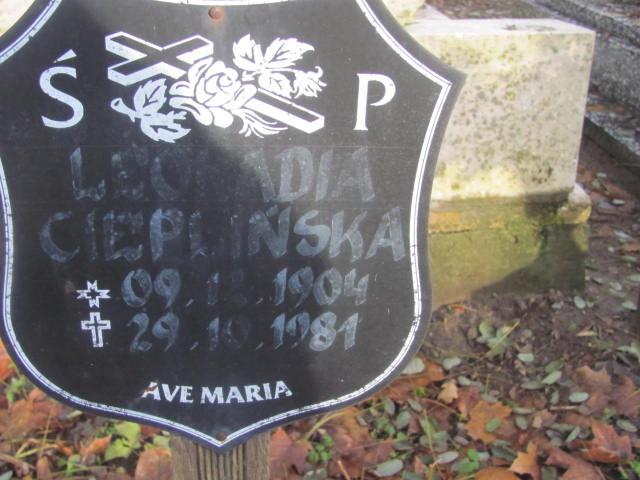 Ś P
LEOKADIA
CIEPLIŃSKA
09.12.1904
29.10.1981
AVE MARIA